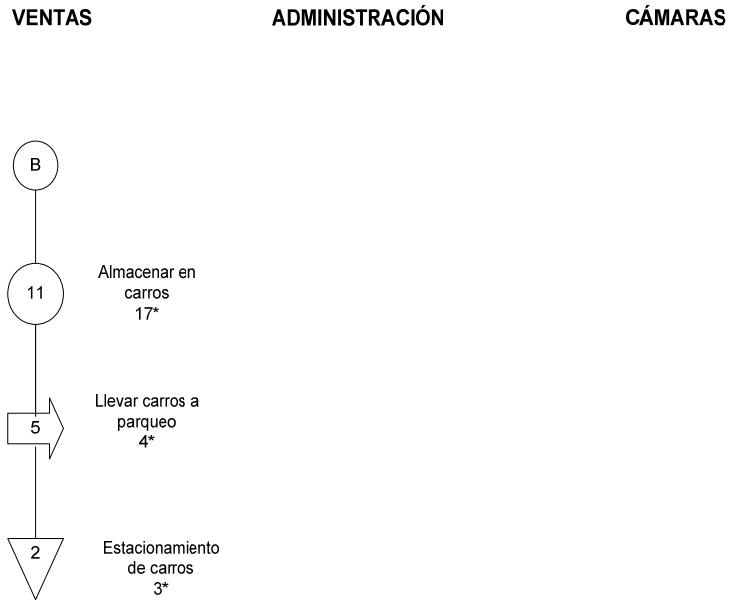 VENTAS ADMINISTRACIÓN CÁMARAS
B
11
Almacenar en
carros
17*
5
Llevar carros a
parqueo
4*
2
Estacionamiento
de carros
3*